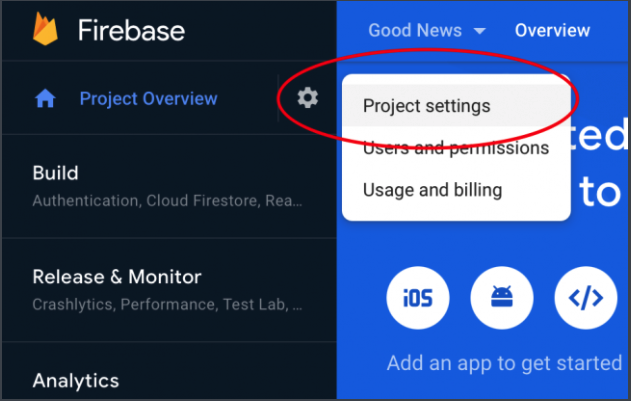 Firebase
Good News Overview
Project Overview
Project settings
Users and permissions
Usage and billing
ted
to
Build
Authentication, Cloud Firestore, Rea...
Release & Monitor
Crashlytics, Performance, Test Lab, ...
iOS
</>
Add an app to get started
Analytics